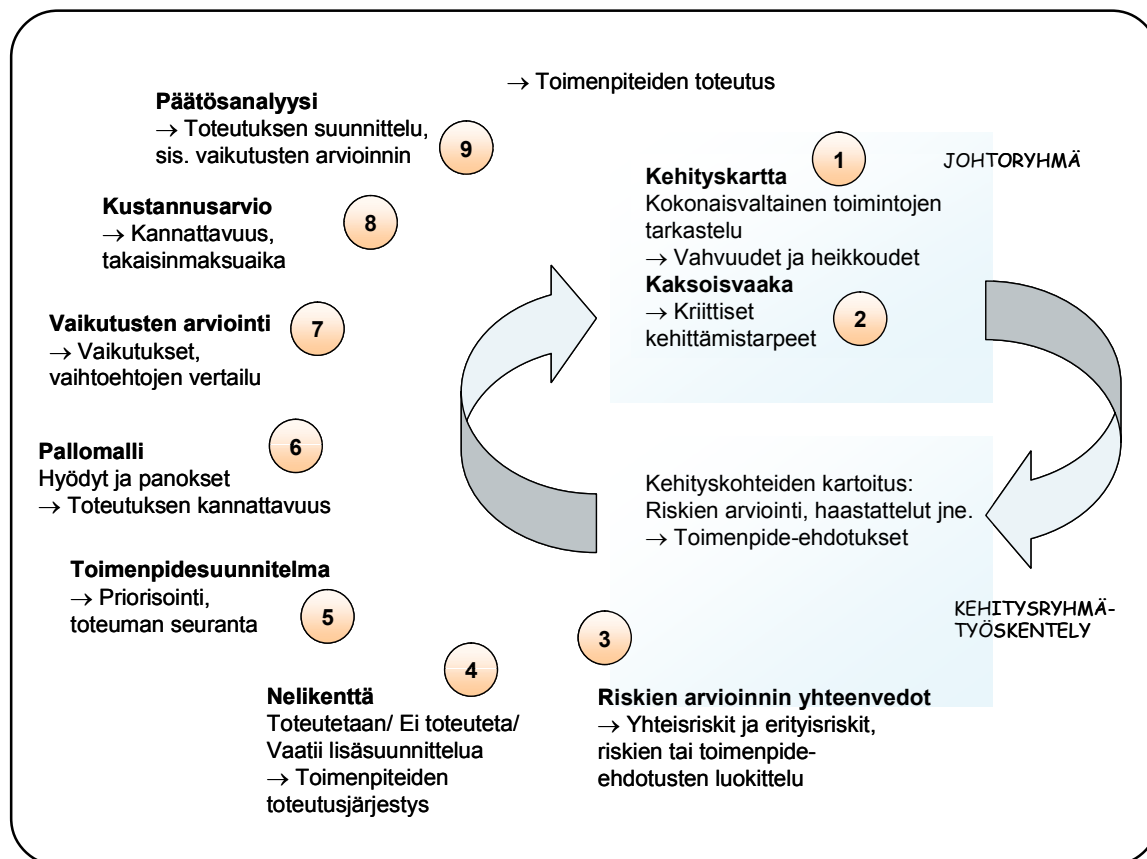 → Toimenpiteiden toteutus
1
JOHTORYHMÄ
Kehityskartta
Kokonaisvaltainen toimintojen
tarkastelu
→ Vahvuudet ja heikkoudet
Kaksoisvaaka
2
→ Kriittiset
kehittämistarpeet
Kehityskohteiden kartoitus:
Riskien arviointi, haastattelut jne.
→ Toimenpide-ehdotukset
KEHITYSRYHMÄ-
TYÖSKENTELY
3
Riskien arvioinnin yhteenvedot
→ Yhteisriskit ja erityisriskit,
riskien tai toimenpide-
ehdotusten luokittelu
4
Nelikenttä
Toteutetaan/ Ei toteuteta/
Vaatii lisäsuunnittelua
→ Toimenpiteiden
toteutusjärjestys
Toimenpidesuunnitelma
→ Priorisointi,
toteuman seuranta
5
6
Pallomalli
Hyödyt ja panokset
→ Toteutuksen kannattavuus
Vaikutusten arviointi
7
→ Vaikutukset,
vaihtoehtojen vertailu
Kustannusarvio
8
→ Kannattavuus,
takaisinmaksuaika
Päätösanalyysi
→ Toteutuksen suunnittelu,
sis. vaikutusten arvioinnin
9